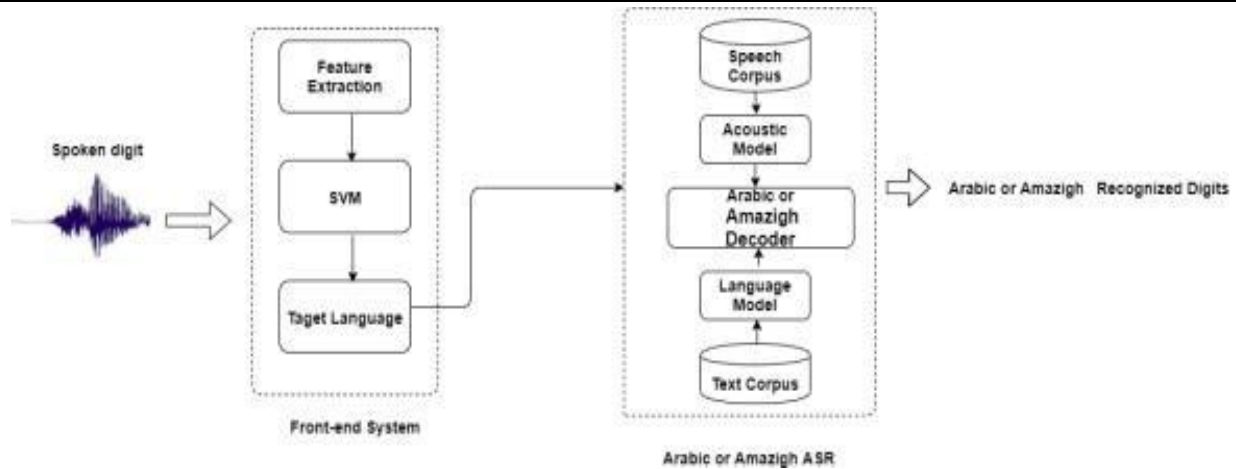 Spoken digit
Feature
Extraction
SVM
Taget Language
Front-end System
Speech
Corpus
Acoustic
Model
Arabic or
Amazigh
Decoder
Language
Model
Text Corpus
Arabic or Amazigh ASR
Arabic or Amazigh Recognized Digits